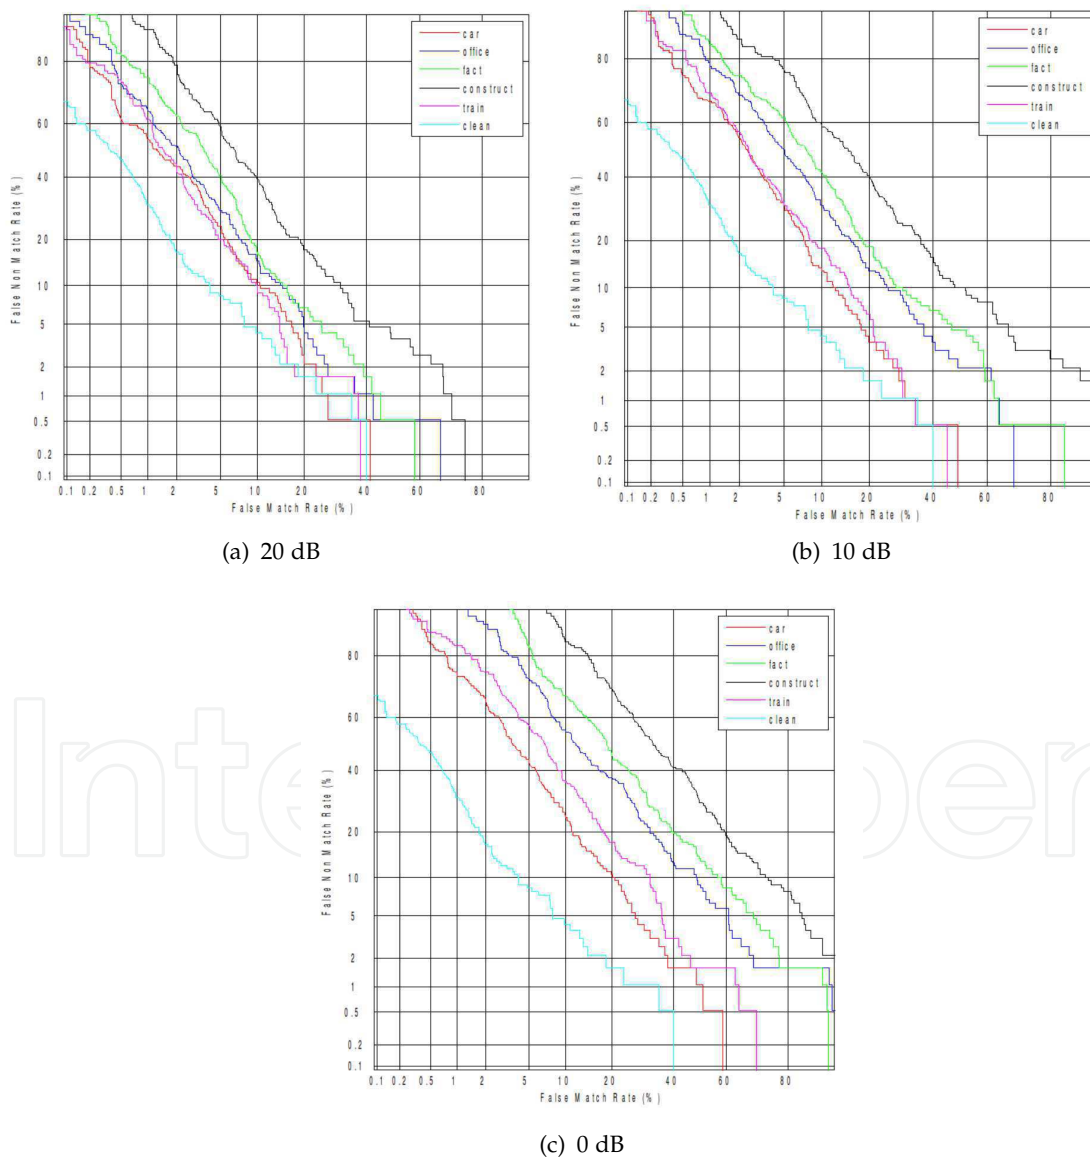 car
office
fact
construct
train
clean
80
60
40
20
10
5
2
1
0.5
0.2
0.1
False Non Match Rate (%)
0.1 0.2 0.5 1 2 5 10 20 40 60 80
False Match Rate (%)
(a) 20 dB
car
office
fact
construct
train
clean
80
60
40
20
10
5
2
1
0.5
0.2
0.1
False Non Match Rate (%)
0.1 0.2 0.5 1 2 5 10 20 40 60 80
False Match Rate (%)
(b) 10 dB
car
office
fact
construct
train
clean
80
60
40
20
10
5
2
1
0.5
0.2
0.1
False Non Match Rate (%)
0.1 0.2 0.5 1 2 5 10 20 40 60 80
False Match Rate (%)
(c) 0 dB